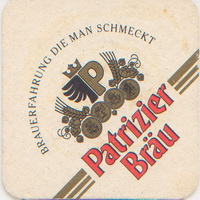 BRAUERFAHRUNG DIE MAN SCHMECKT
P
Patrizier
Bräu